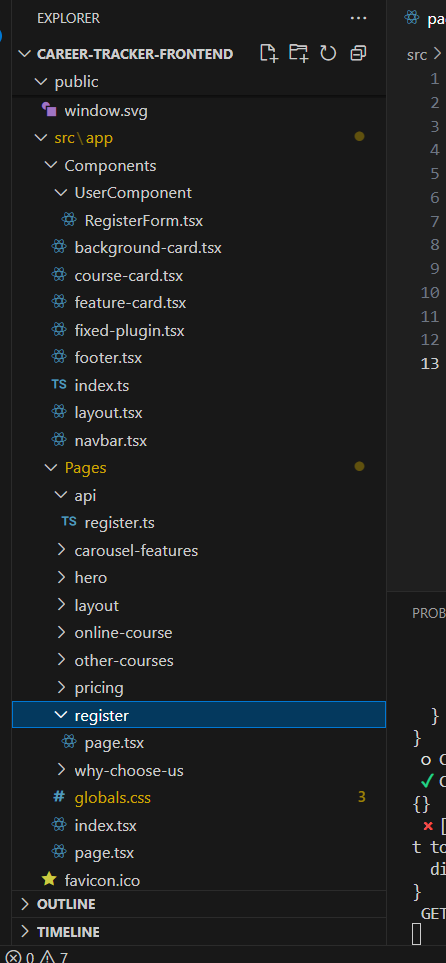 EXPLORER
pa
CAREER-TRACKER-FRONTEND
src
public
window.svg
src\app
Components
UserComponent
RegisterForm.tsx
background-card.tsx
course-card.tsx
feature-card.tsx
fixed-plugin.tsx
footer.tsx
TS index.ts
layout.tsx
navbar.tsx
Pages
api
TS register.ts
carousel-features
hero
layout
online-course
other-courses
pricing
register
page.tsx
why-choose-us
# globals.css 3
index.tsx
page.tsx
favicon.ico
OUTLINE
TIMELINE
0 7
1
2
3
4
5
6
7
8
9
10
11
12
13
PROB
}
}
o C
{}
[
t to
di
}
GET